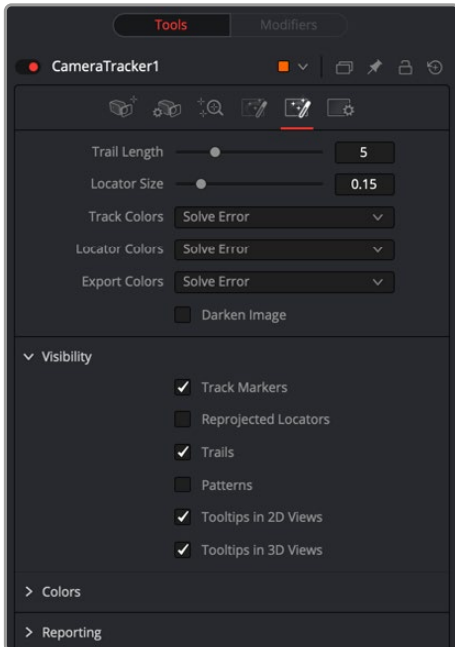 Tools Modifiers
CameraTracker1
Trail Length 5
Locator Size 0.15
Track Colors Solve Error
Locator Colors Solve Error
Export Colors Solve Error
Darken Image
Visibility
Track Markers
Reprojected Locators
Trails
Patterns
Tooltips in 2D Views
Tooltips in 3D Views
Colors
Reporting